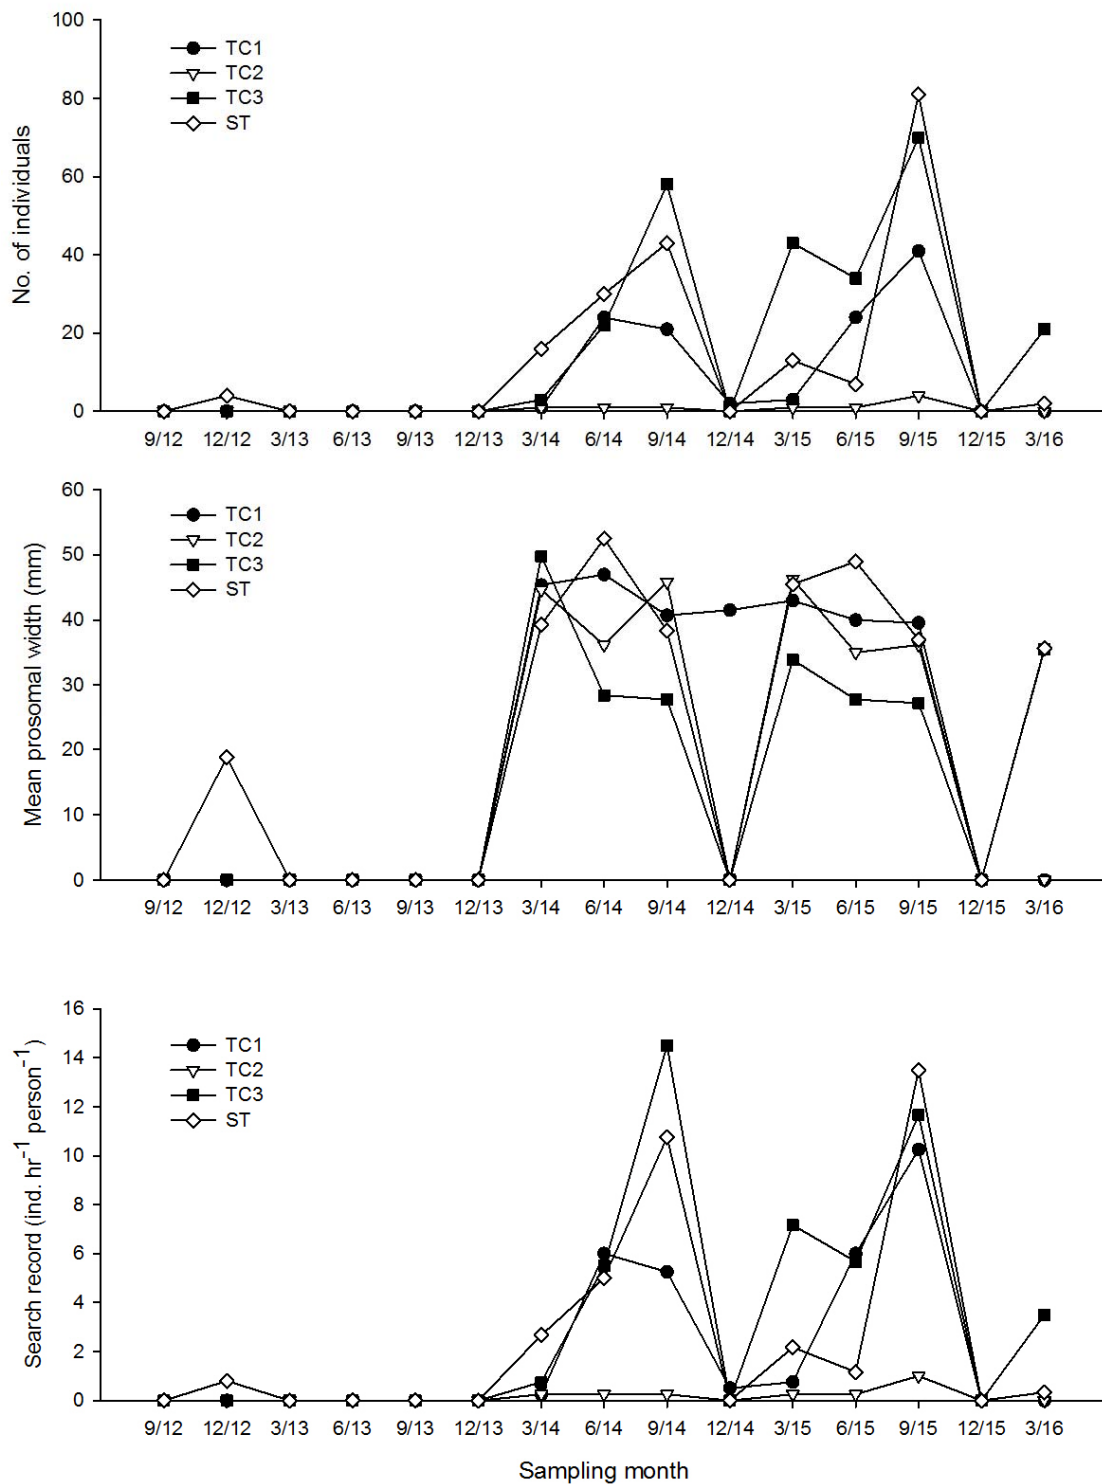 No. of individuals
100
80
60
40
20
0
TC1
TC2
TC3
ST
9/12 12/12 3/13 6/13 9/13 12/13 3/14 6/14 9/14 12/14 3/15 6/15 9/15 12/15 3/16
Mean prosomal width (mm)
60
50
40
30
20
10
0
TC1
TC2
TC3
ST
9/12 12/12 3/13 6/13 9/13 12/13 3/14 6/14 9/14 12/14 3/15 6/15 9/15 12/15 3/16
Search record (ind. hr⁻¹ person⁻¹)
16
14
12
10
8
6
4
2
0
TC1
TC2
TC3
ST
9/12 12/12 3/13 6/13 9/13 12/13 3/14 6/14 9/14 12/14 3/15 6/15 9/15 12/15 3/16
Sampling month